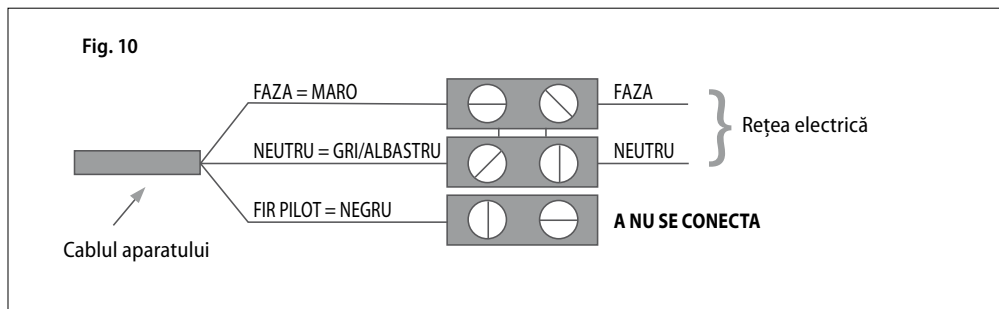 Fig. 10
FAZA = MARO
FAZA
Rețea electrică
NEUTRU = GRI/ALBASTRU
NEUTRU
FIR PILOT = NEGRU
A NU SE CONECTA
Cablul aparatului